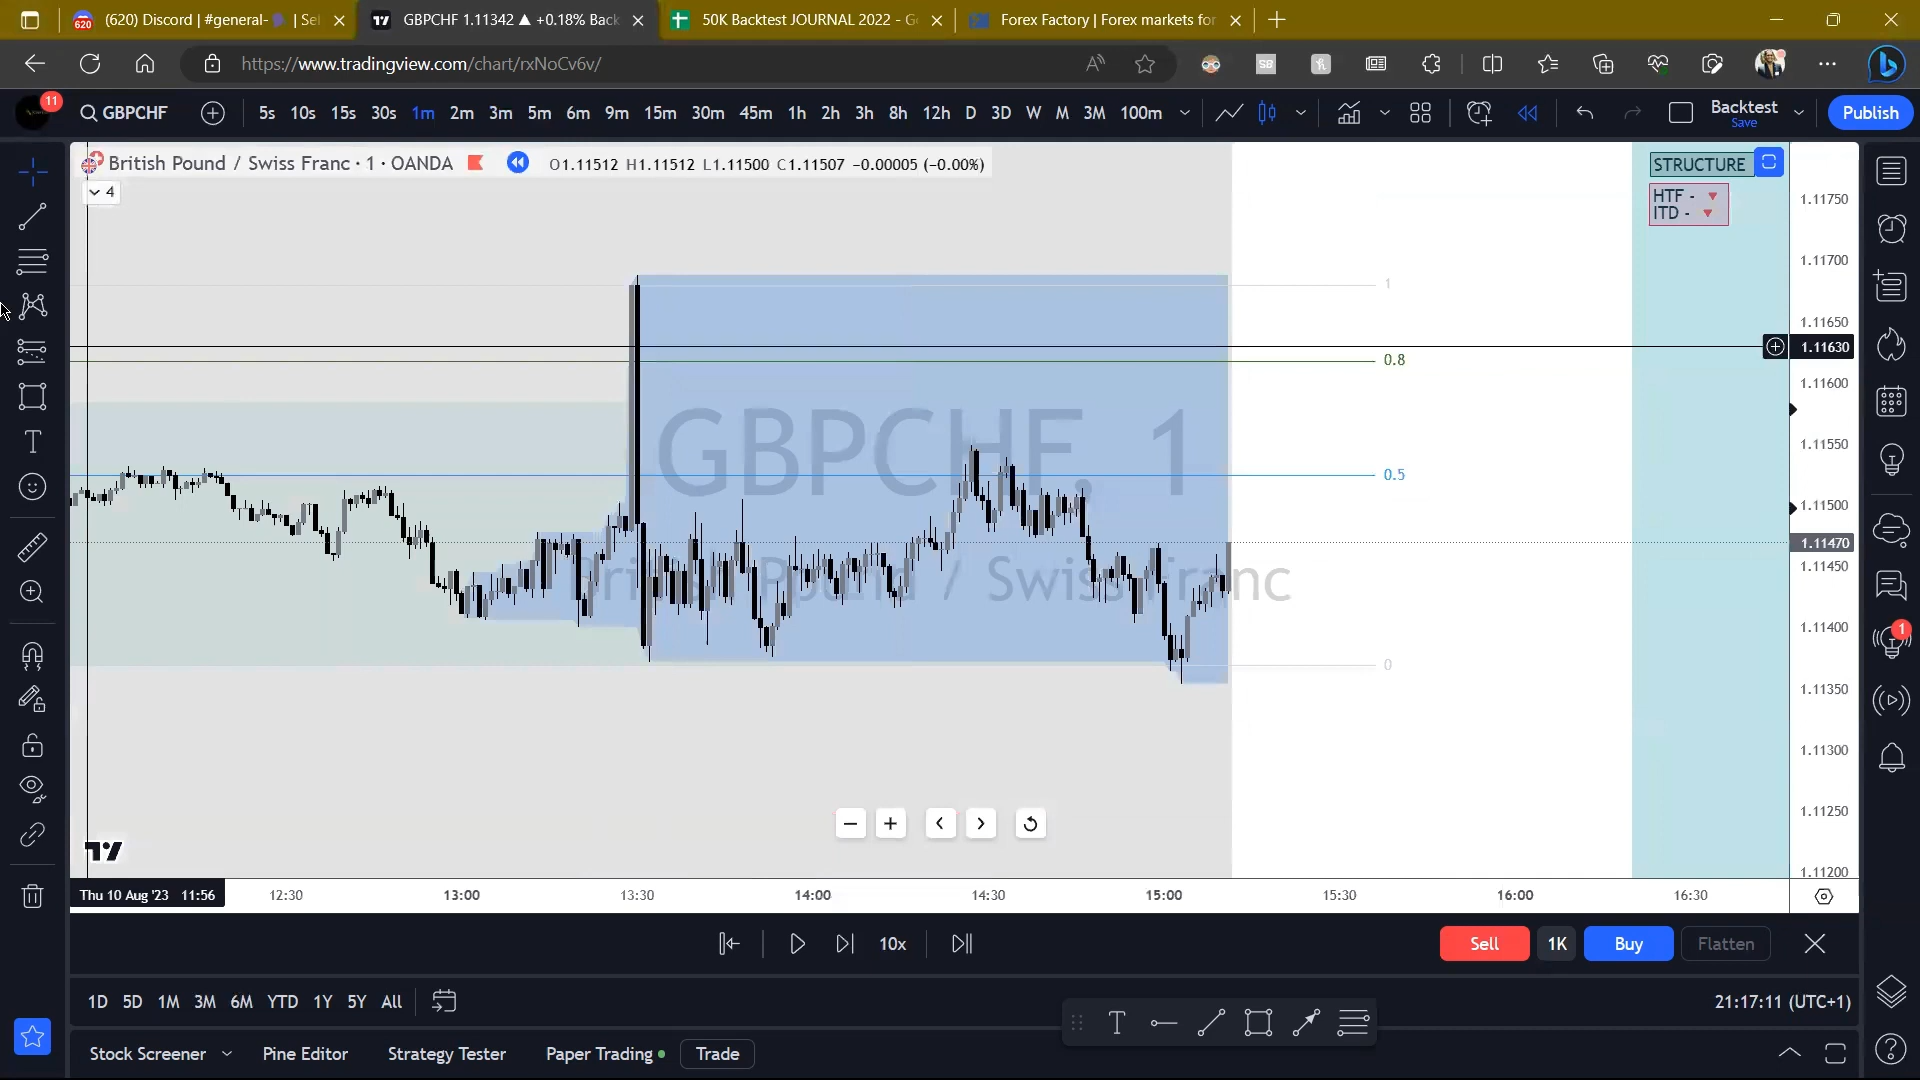 (620) Discord | #general- | Se
GBPCHF 1.11342 ▲ +0.18% Back
50K Backtest JOURNAL 2022 - G
Forex Factory | Forex markets for
https://www.tradingview.com/chart/rxNoCv6v/
11
GBPCHF
5s 10s 15s 30s 1m 2m 3m 5m 6m 9m 15m 30m 45m 1h 2h 3h 8h 12h D 3D W M 3M 100m
Backtest
Save
Publish
British Pound / Swiss Franc · 1 · OANDA
O1.11512 H1.11512 L1.11500 C1.11507 -0.00005 (-0.00%)
4
STRUCTURE
HTF - ▼
ITD - ▼
GBPCHF, 1
British Pound / Swiss Franc
1
0.8
0.5
0
1.11750
1.11700
1.11650
1.11630
1.11600
1.11550
1.11500
1.11470
1.11450
1.11400
1.11350
1.11300
1.11250
1.11200
1
Thu 10 Aug '23 11:56
12:30 13:00 13:30 14:00 14:30 15:00 15:30 16:00 16:30
10x
Sell
1K
Buy
Flatten
1D 5D 1M 3M 6M YTD 1Y 5Y All
21:17:11 (UTC+1)
Stock Screener
Pine Editor
Strategy Tester
Paper Trading
Trade